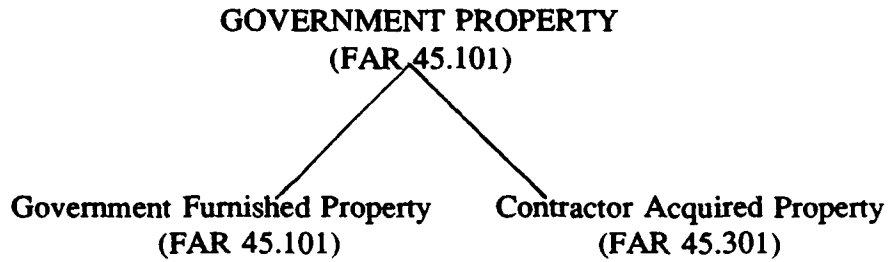 GOVERNMENT PROPERTY
(FAR 45.101)
Government Furnished Property
(FAR 45.101)
Contractor Acquired Property
(FAR 45.301)